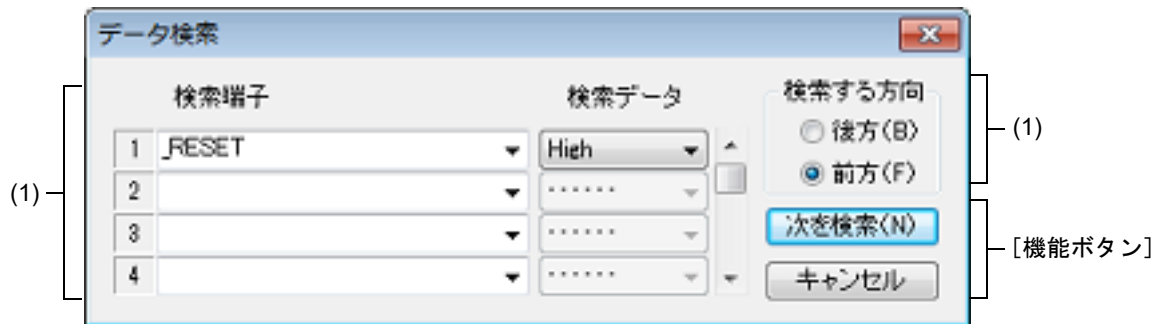 データ検索
検索端子 検索データ 検索する方向
1 _RESET High 後方(B)
2 ······ 前方(F)
3 ······ 次を検索(N)
4 ······ キャンセル
(1)
(1)
[機能ボタン]